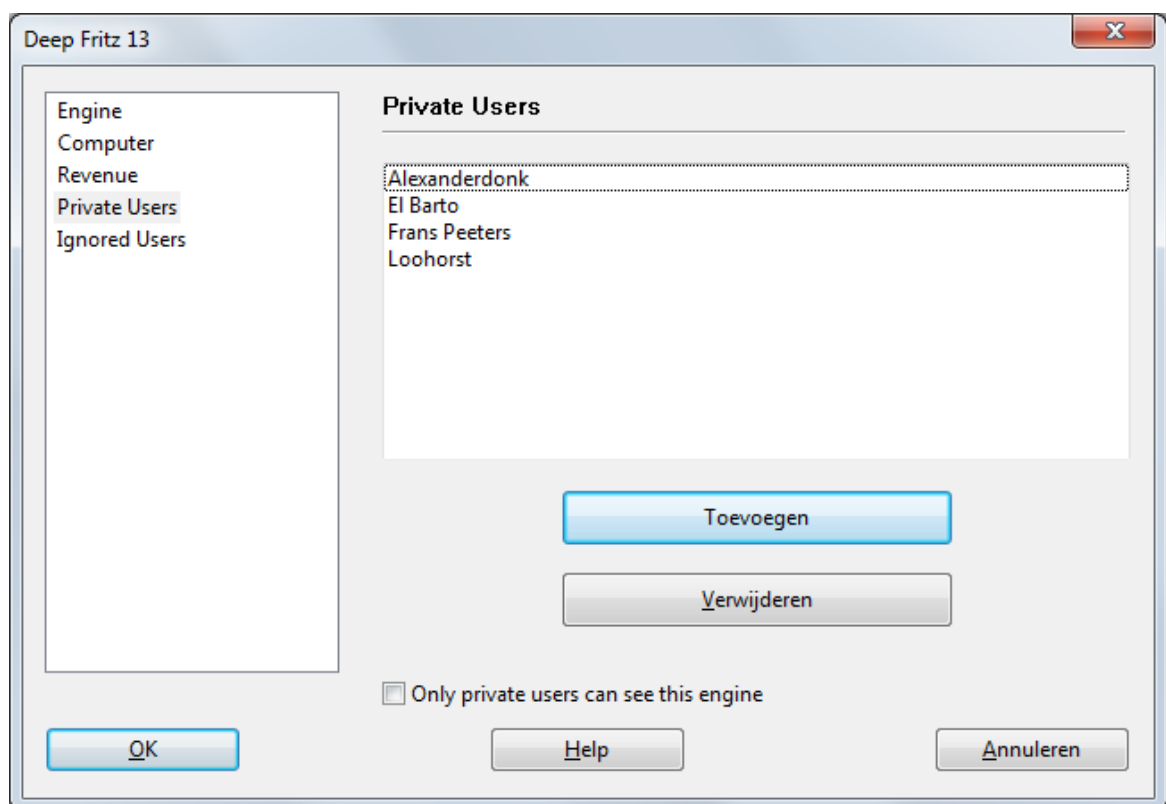 Deep Fritz 13
Engine
Computer
Revenue
Private Users
Ignored Users
Private Users
Alexanderdonk
El Barto
Frans Peeters
Loohorst
Toevoegen
Verwijderen
Only private users can see this engine
OK
Help
Annuleren